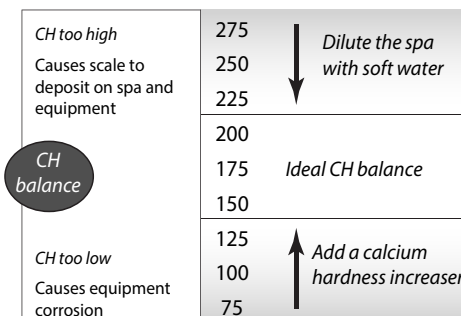 CH too high
Causes scale to
deposit on spa and
equipment
CH
balance
CH too low
Causes equipment
corrosion
275
250
225
200
175
150
125
100
75
Dilute the spa
with soft water
Ideal CH balance
Add a calcium
hardness increaser